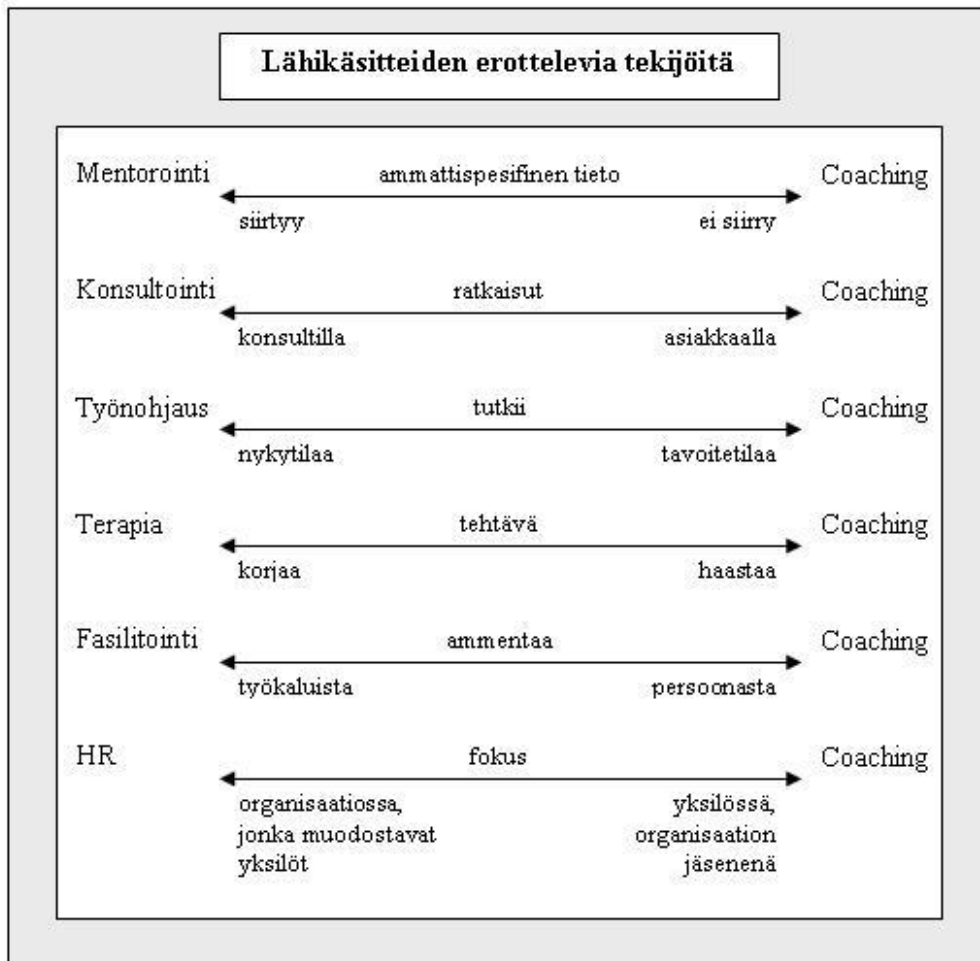 Lähikäsitteiden erottelevia tekijöitä
Mentorointi ammattispesifinen tieto Coaching
siirtyy ei siirry
Konsultointi ratkaisut Coaching
konsultilla asiakkaalla
Työnohjaus tutkii Coaching
nykytilaa tavoitetilaa
Terapia tehtävä Coaching
korjaa haastaa
Fasilitointi ammentaa Coaching
työkaluista persoonasta
HR fokus Coaching
organisaatiossa, yksilössä,
jonka muodostavat organisaation
yksilöt jäsenenä